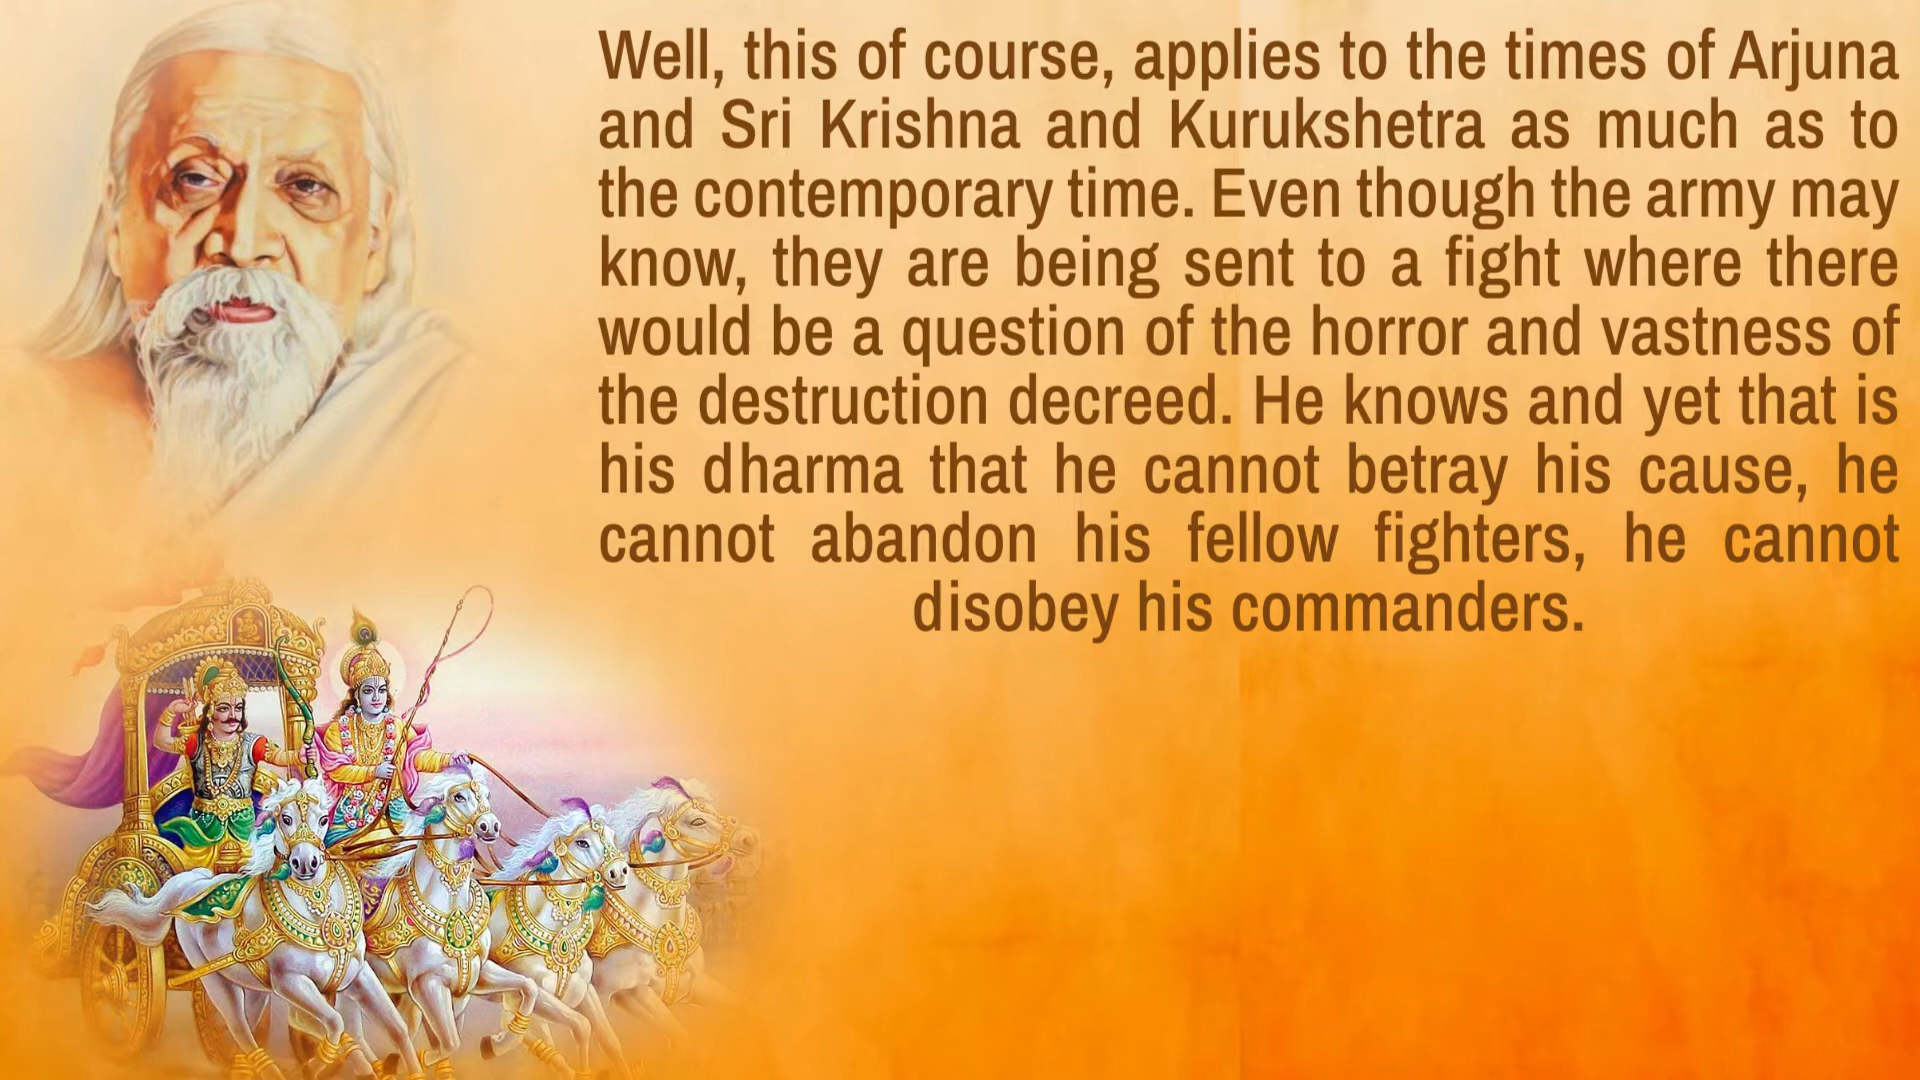 Well, this of course, applies to the times of Arjuna
and Sri Krishna and Kurukshetra as much as to
the contemporary time. Even though the army may
know, they are being sent to a fight where there
would be a question of the horror and vastness of
the destruction decreed. He knows and yet that is
his dharma that he cannot betray his cause, he
cannot abandon his fellow fighters, he cannot
disobey his commanders.